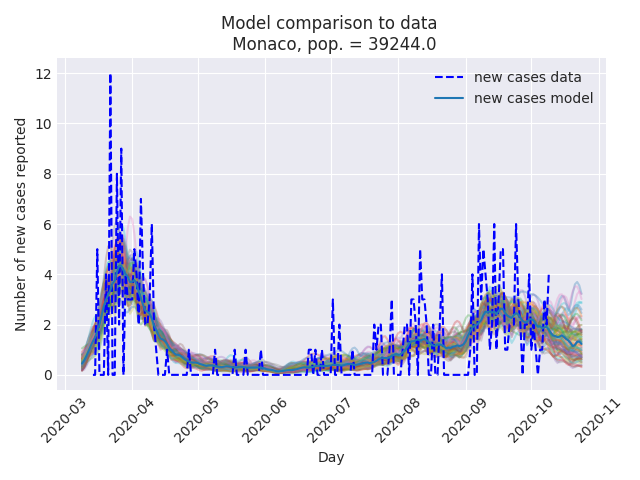 Model comparison to data
Monaco, pop. = 39244.0
new cases data
new cases model
Number of new cases reported
12
10
8
6
4
2
0
2020-03
2020-04
2020-05
2020-06
2020-07
2020-08
2020-09
2020-10
2020-11
Day